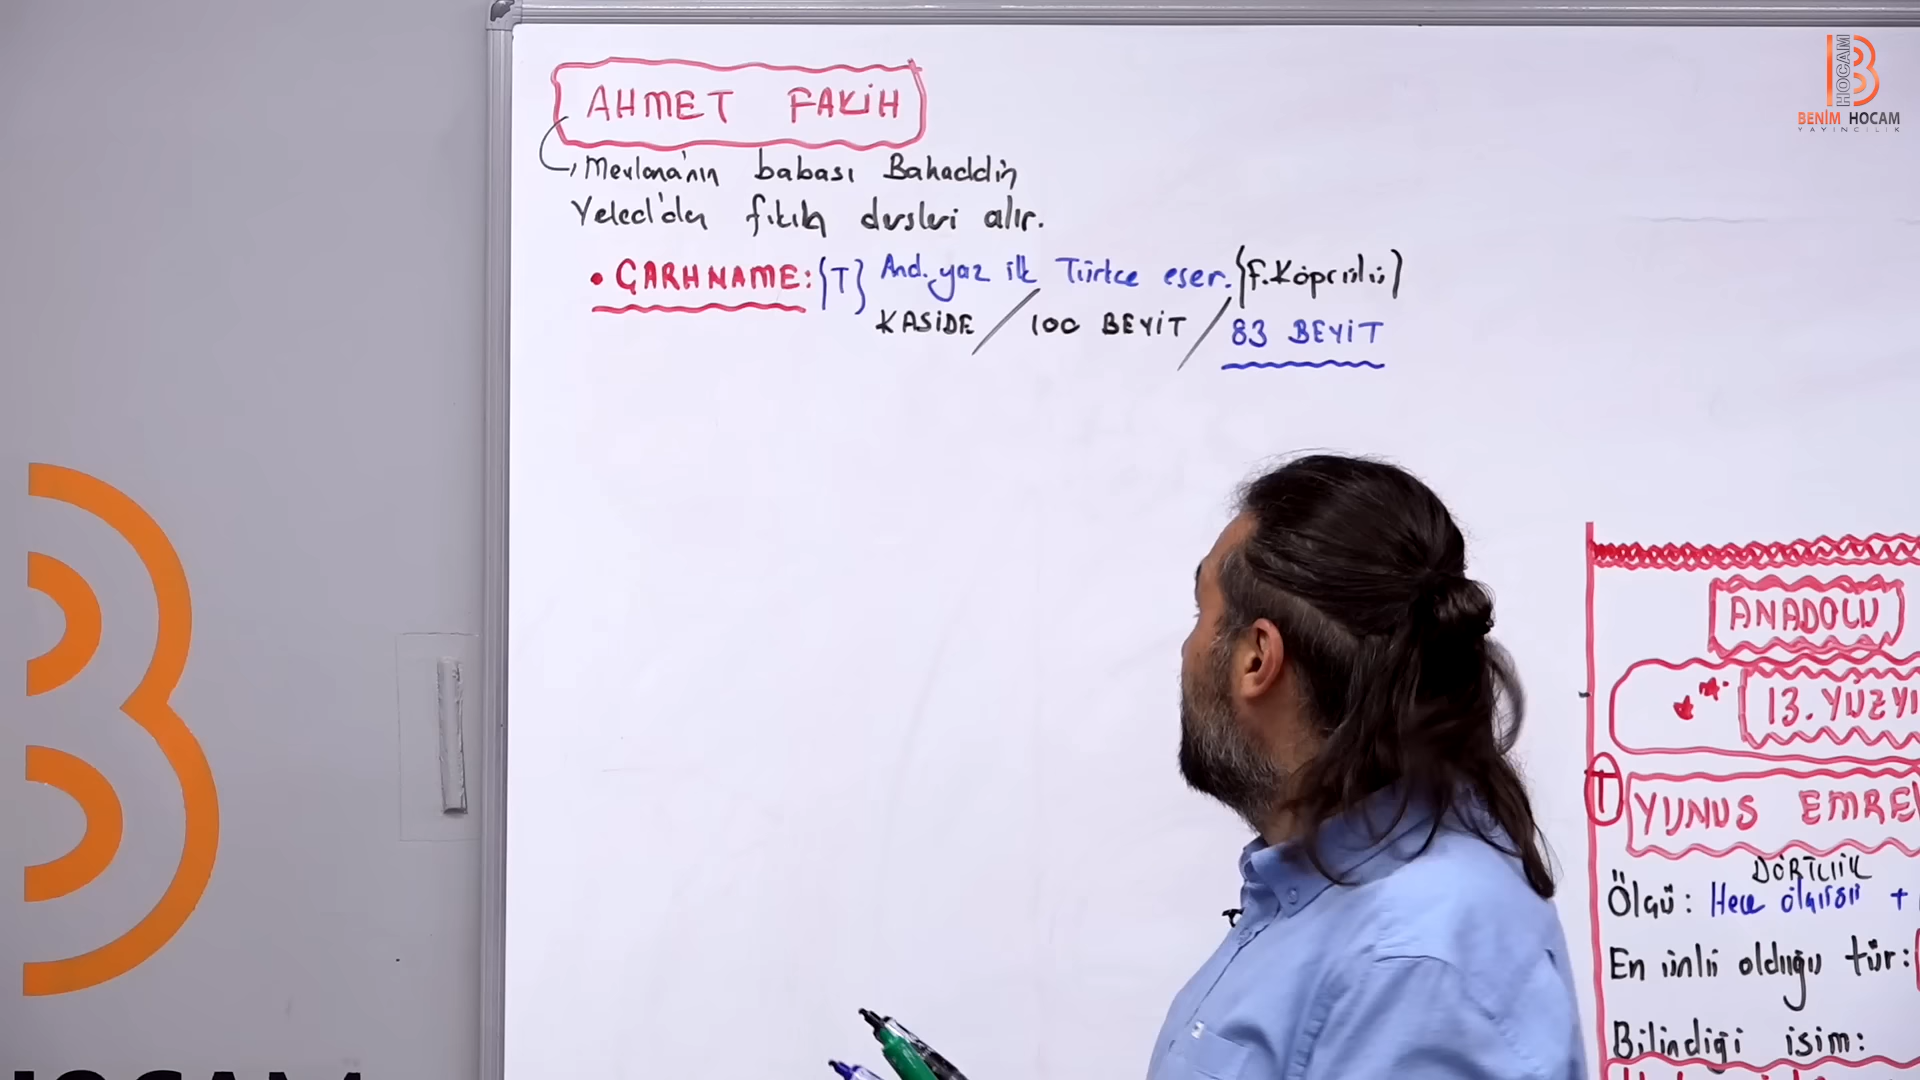 AHMET FAKİH
Mevlana'nın babası Bahaddin
Veled'den fıkıh dersleri alır.
• ÇARHNAME: {T} And. yaz ilk Türkçe eser. {F. Köprülü}
KASİDE / 100 BEYİT / 83 BEYİT
HOCAM
BENİM HOCAM
YAYINCILIK
ANADOLU
13. YÜZYI
T YUNUS EMRE
DÖRTLÜK
Ölçü: Hece ölçüsü +
En ünlü olduğu tür:
Bilindiği isim:
HOCAM